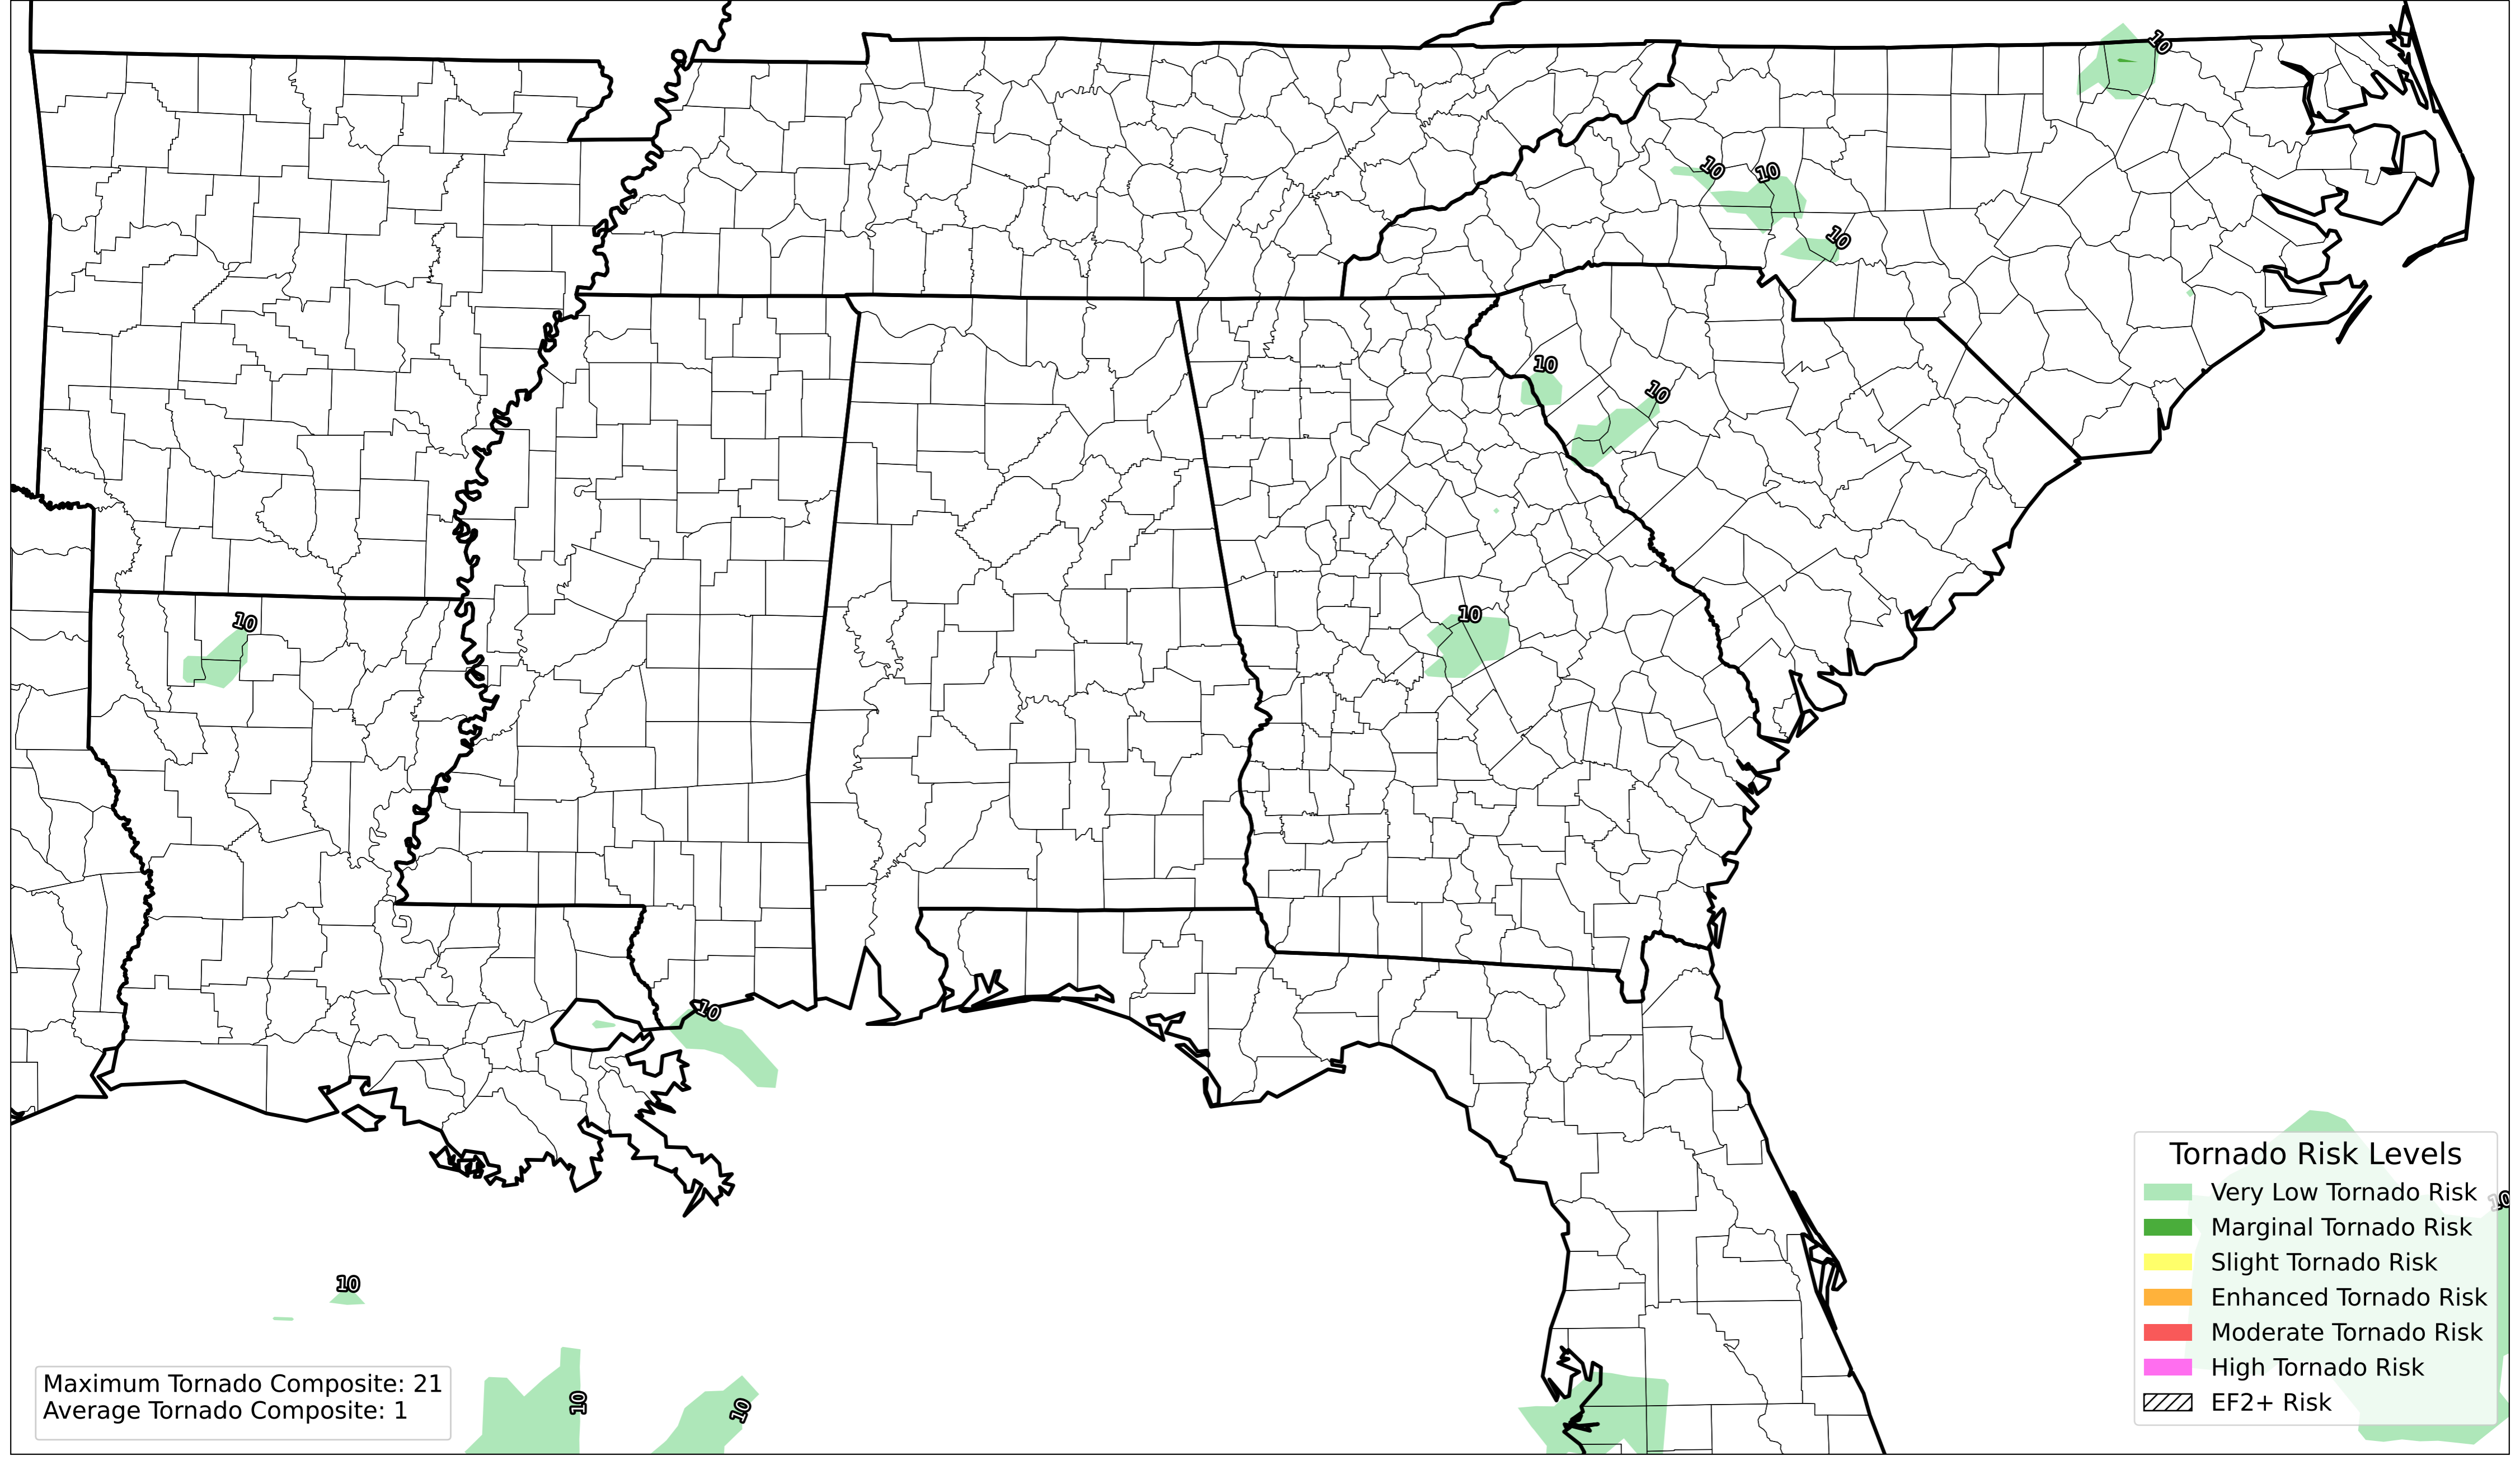 10
10
10
10
10
10
10
10
10
Tornado Risk Levels
Very Low Tornado Risk
10
Marginal Tornado Risk
Slight Tornado Risk
10
Enhanced Tornado Risk
Moderate Tornado Risk
High Tornado Risk
EF2+ Risk
Maximum Tornado Composite: 21
Average Tornado Composite: 1
10
10